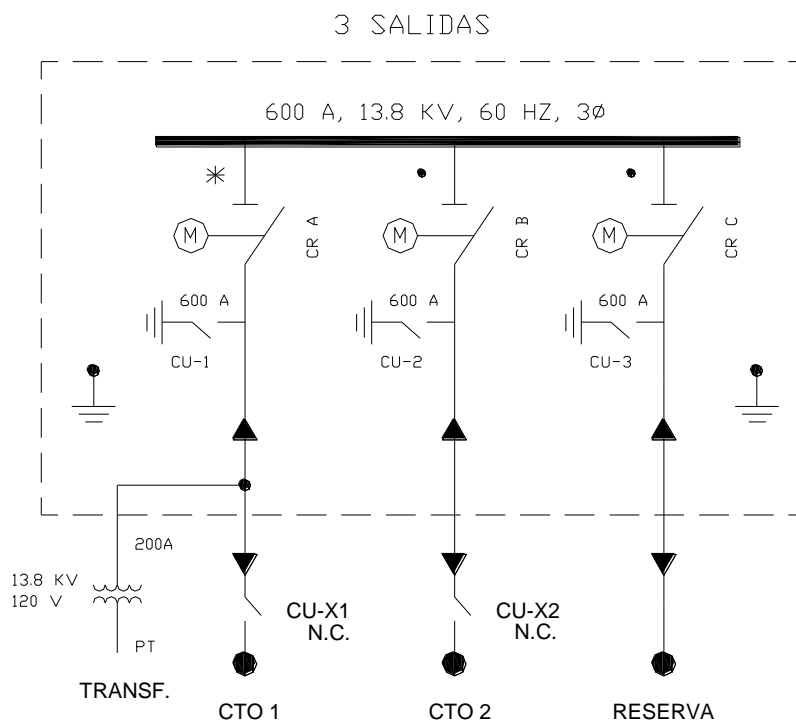 3 SALIDAS
600 A, 13.8 KV, 60 HZ, 3Ø
M
CR A
M
CR B
M
CR C
600 A
600 A
600 A
CU-1
CU-2
CU-3
200A
13.8 KV
120 V
PT
TRANSF.
CU-X1
N.C.
CU-X2
N.C.
CTO 1
CTO 2
RESERVA